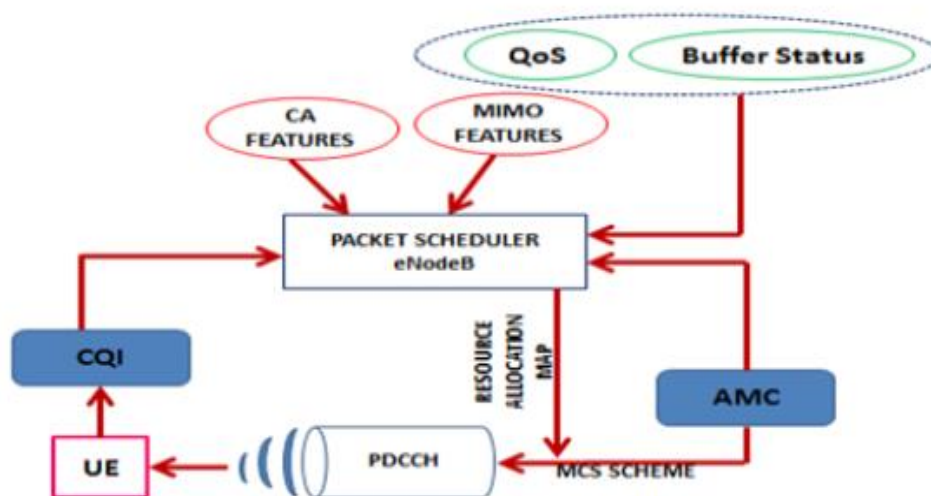 QoS
Buffer Status
CA
FEATURES
MIMO
FEATURES
PACKET SCHEDULER
eNodeB
CQI
RESOURCE
ALLOCATION
MAP
AMC
UE
PDCCH
MCS SCHEME